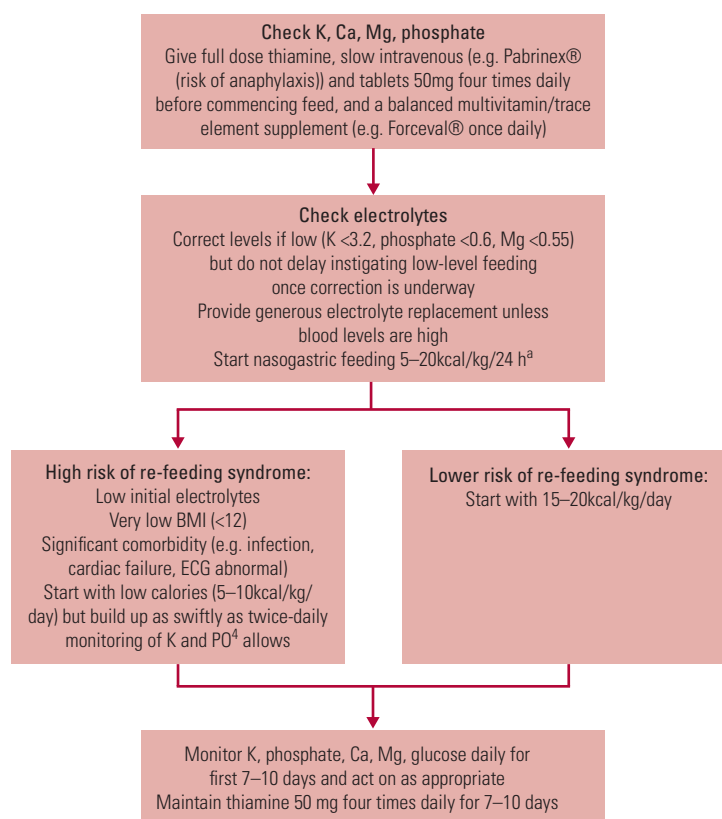 Check K, Ca, Mg, phosphate
Give full dose thiamine, slow intravenous (e.g. Pabrinex®
(risk of anaphylaxis)) and tablets 50mg four times daily
before commencing feed, and a balanced multivitamin/trace
element supplement (e.g. Forceval® once daily)
Check electrolytes
Correct levels if low (K <3.2, phosphate <0.6, Mg <0.55)
but do not delay instigating low-level feeding
once correction is underway
Provide generous electrolyte replacement unless
blood levels are high
Start nasogastric feeding 5–20kcal/kg/24 hᵃ
High risk of re-feeding syndrome:
Low initial electrolytes
Very low BMI (<12)
Significant comorbidity (e.g. infection,
cardiac failure, ECG abnormal)
Start with low calories (5–10kcal/kg/
day) but build up as swiftly as twice-daily
monitoring of K and PO⁴ allows
Lower risk of re-feeding syndrome:
Start with 15–20kcal/kg/day
Monitor K, phosphate, Ca, Mg, glucose daily for
first 7–10 days and act on as appropriate
Maintain thiamine 50 mg four times daily for 7–10 days